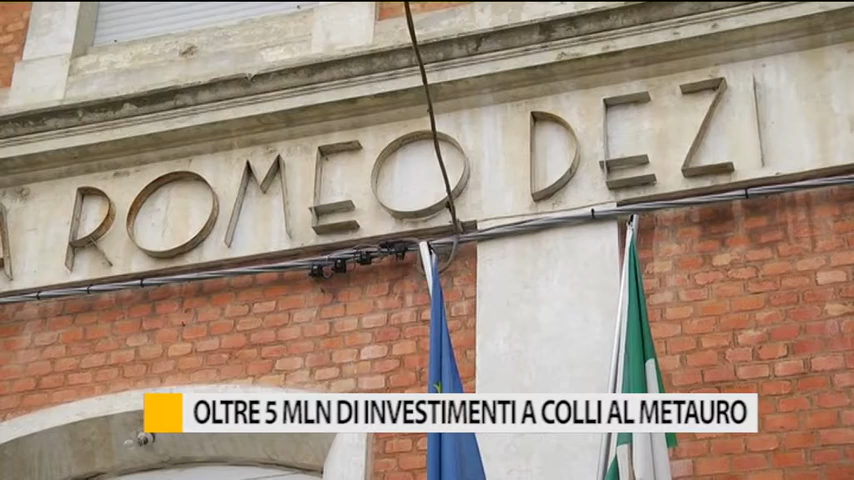 A ROMEO DEZI
OLTRE 5 MLN DI INVESTIMENTI A COLLI AL METAURO